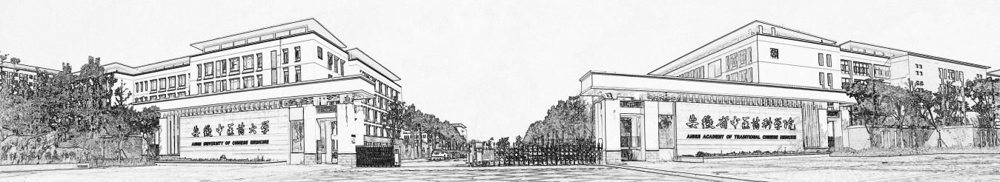 安徽中医药大学
ANHUI UNIVERSITY OF CHINESE MEDICINE
安徽省中医药科学院
ANHUI ACADEMY OF TRADITIONAL CHINESE MEDICINE